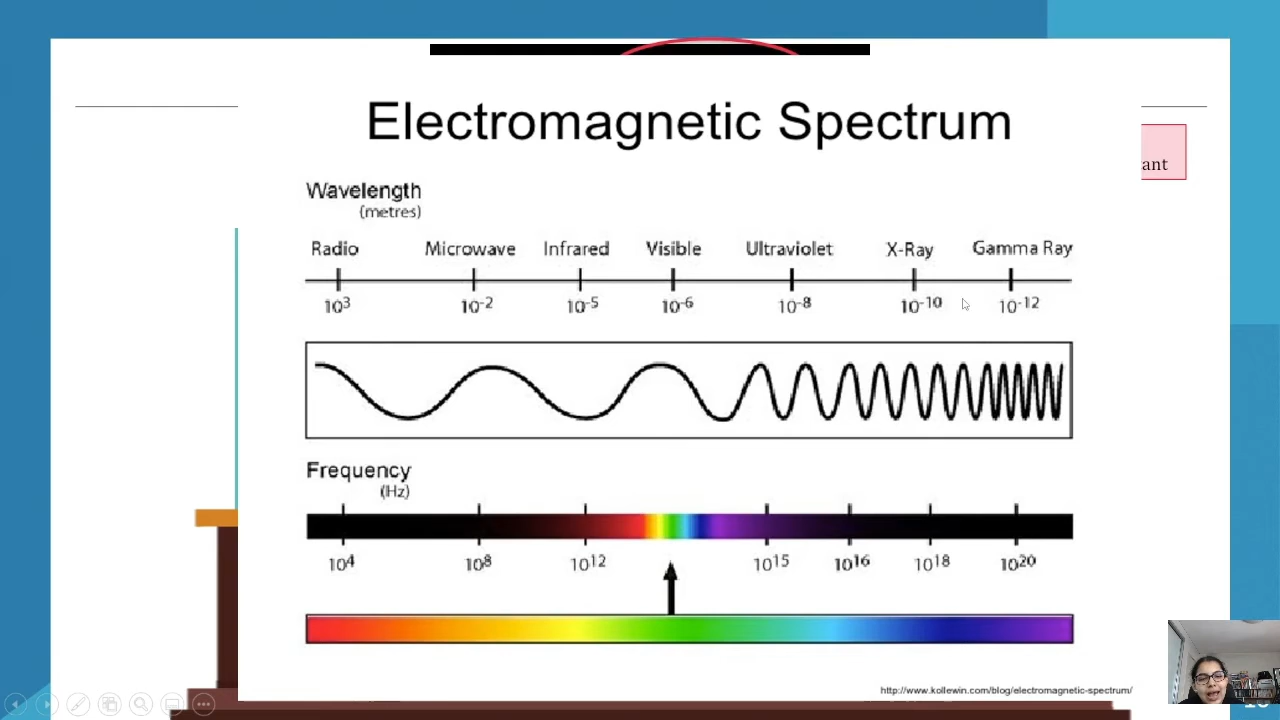 Electromagnetic Spectrum
ant
Wavelength
(metres)
Radio Microwave Infrared Visible Ultraviolet X-Ray Gamma Ray
10³ 10⁻² 10⁻⁵ 10⁻⁶ 10⁻⁸ 10⁻¹⁰ 10⁻¹²
Frequency
(Hz)
10⁴ 10⁸ 10¹² 10¹⁵ 10¹⁶ 10¹⁸ 10²⁰
http://www.kollewin.com/blog/electromagnetic-spectrum/